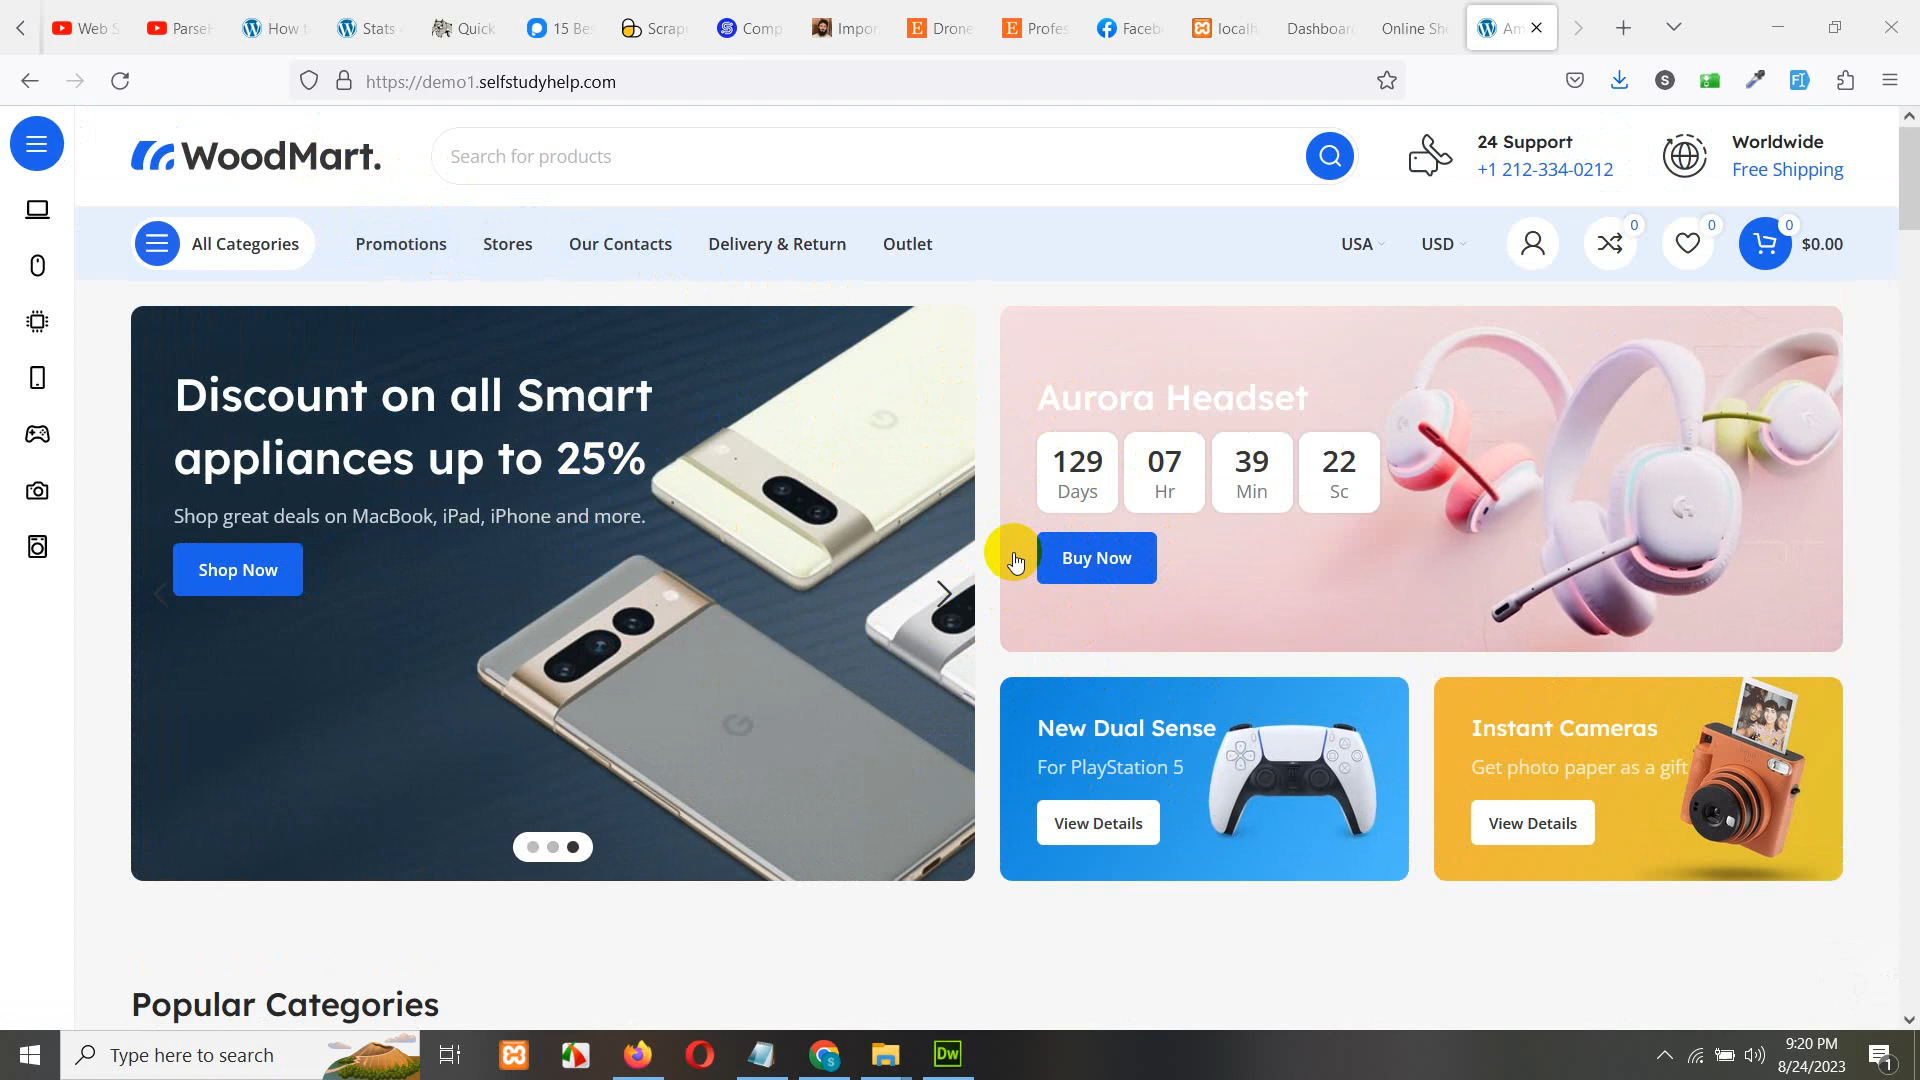 Web S
Parse
How t
Stats
Quick
15 Be
Scrap
Comp
Impor
Drone
Profes
Faceb
localh
Dashboar
Online Sh
Am
https://demo1.selfstudyhelp.com
WoodMart.
Search for products
24 Support
+1 212-334-0212
Worldwide
Free Shipping
All Categories
Promotions
Stores
Our Contacts
Delivery & Return
Outlet
USA
USD
0
0
0
$0.00
Discount on all Smart
appliances up to 25%
Shop great deals on MacBook, iPad, iPhone and more.
Shop Now
Aurora Headset
129
07
39
22
Days
Hr
Min
Sc
Buy Now
New Dual Sense
For PlayStation 5
View Details
Instant Cameras
Get photo paper as a gift
View Details
Popular Categories
Type here to search
Dw
9:20 PM
8/24/2023
1